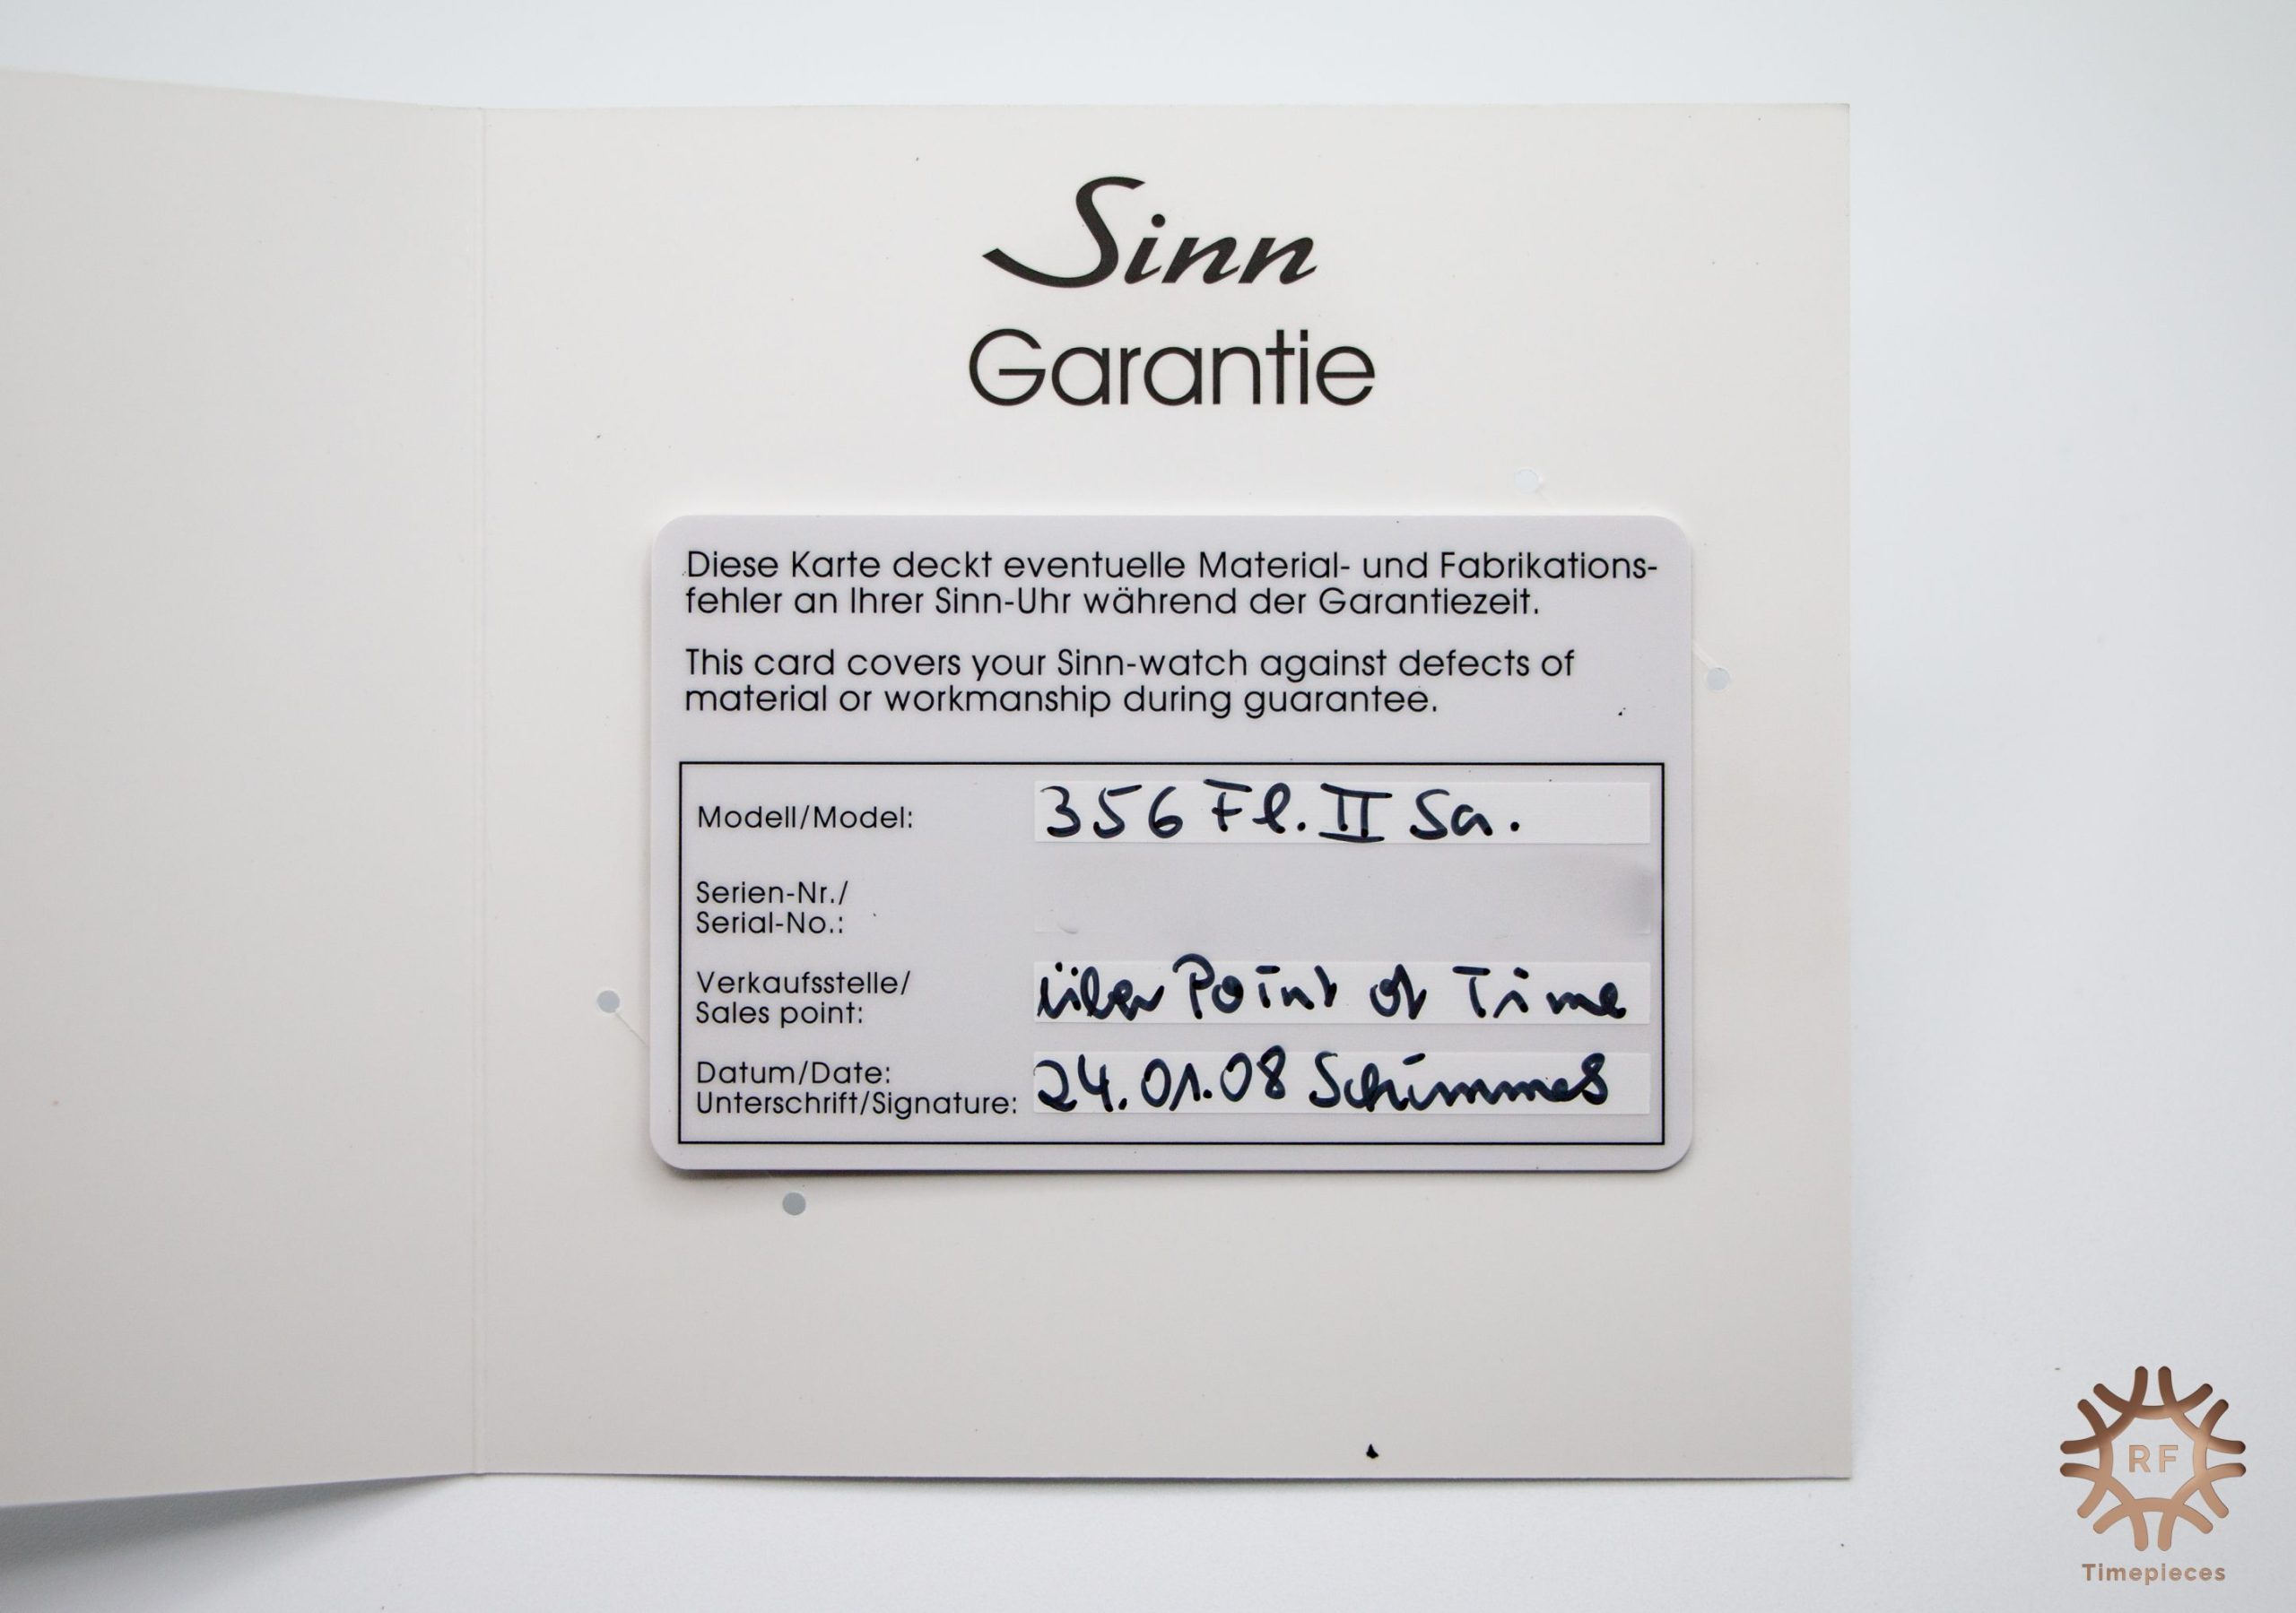 Sinn
Garantie
Diese Karte deckt eventuelle Material- und Fabrikations-
fehler an Ihrer Sinn-Uhr während der Garantiezeit.
This card covers your Sinn-watch against defects of
material or workmanship during guarantee.
Modell/Model: 356 Fl. II Sa.
Serien-Nr./
Serial-No.:
Verkaufsstelle/
Sales point: über Point of Time
Datum/Date:
Unterschrift/Signature: 24.01.08
RF
Timepieces